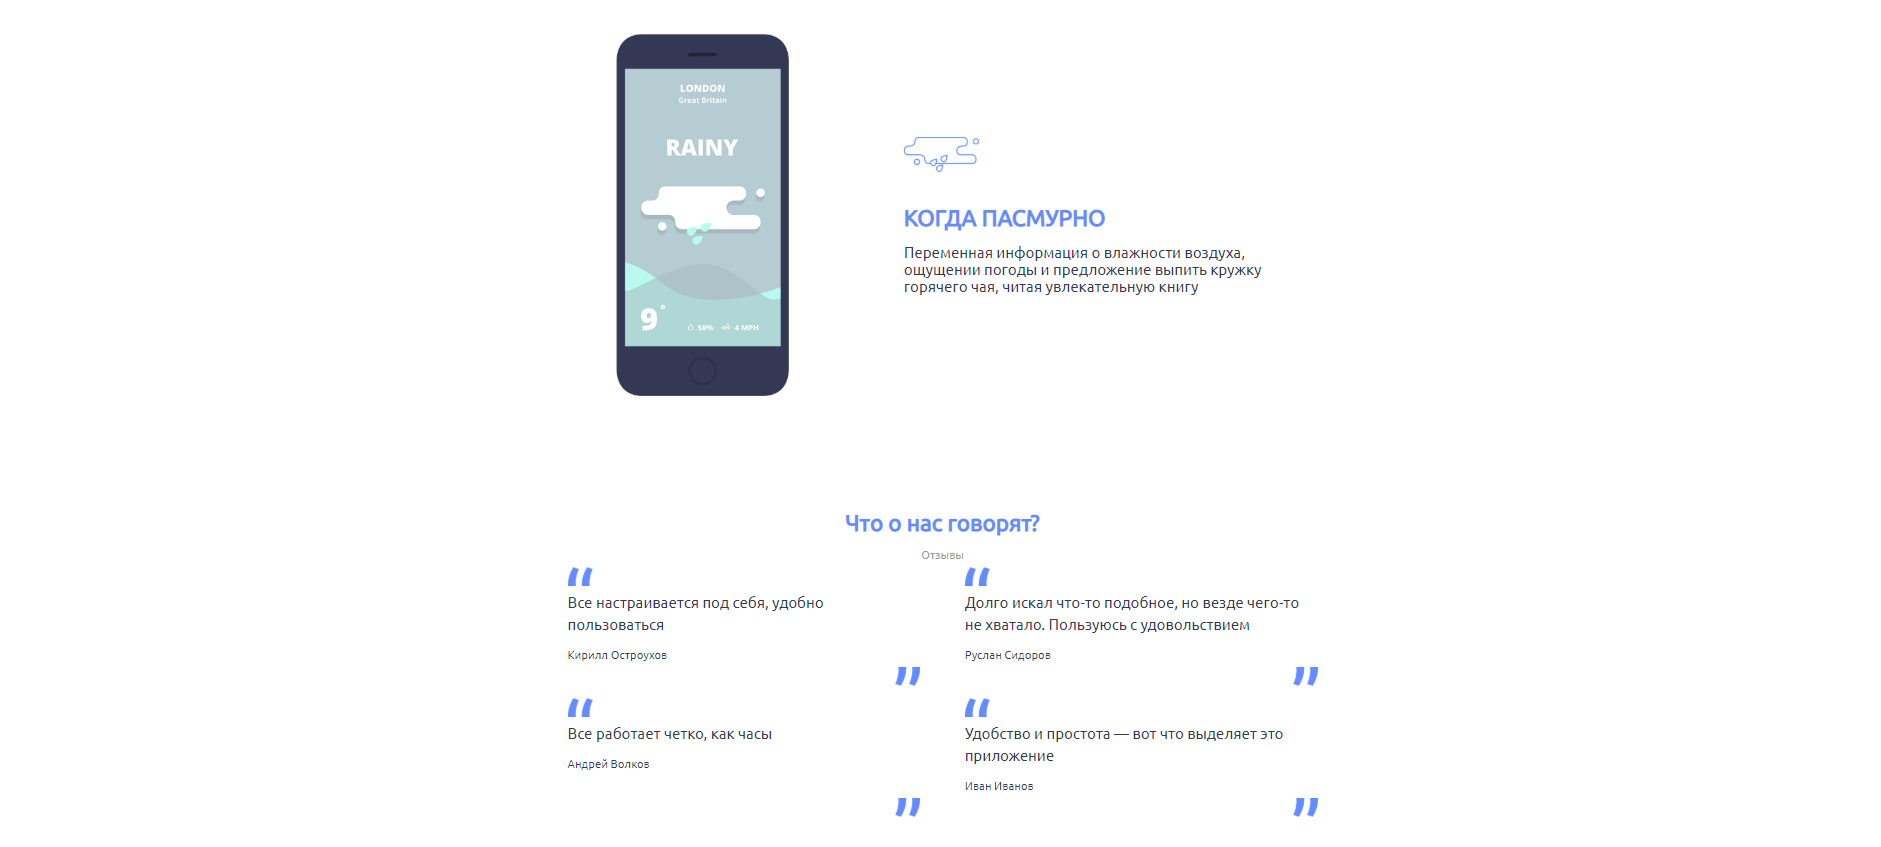 LONDON
Great Britain
RAINY
9°
50% 4 MPH
КОГДА ПАСМУРНО
Переменная информация о влажности воздуха,
ощущении погоды и предложение выпить кружку
горячего чая, читая увлекательную книгу
Что о нас говорят?
Отзывы
“
Все настраивается под себя, удобно
пользоваться
Кирилл Остроухов
”
“
Долго искал что-то подобное, но везде чего-то
не хватало. Пользуюсь с удовольствием
Руслан Сидоров
”
“
Все работает четко, как часы
Андрей Волков
”
“
Удобство и простота — вот что выделяет это
приложение
Иван Иванов
”